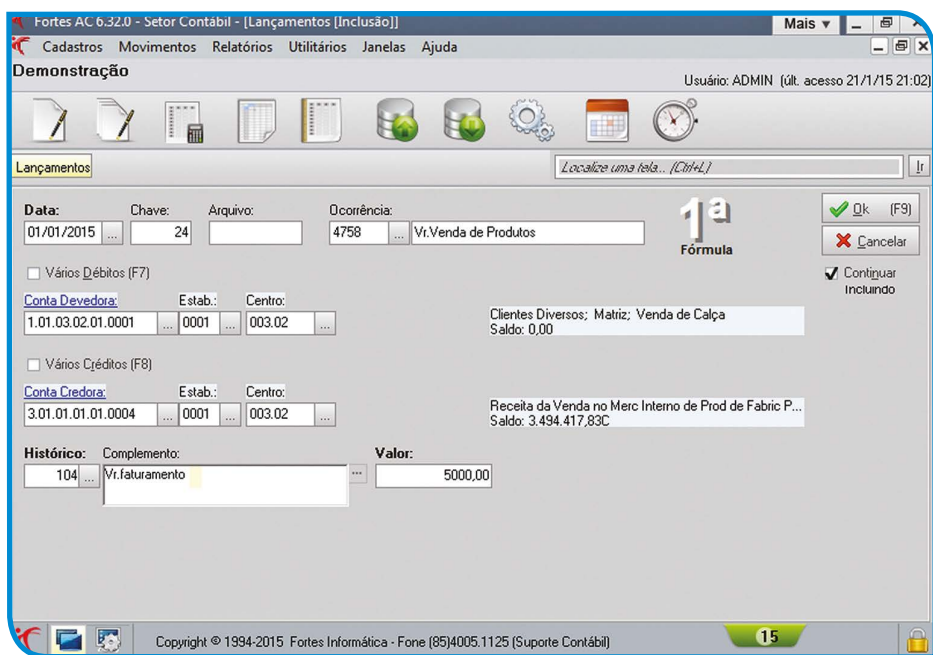 Fortes AC 6.32.0 - Setor Contábil - [Lançamentos [Inclusão]]
Mais
Cadastros Movimentos Relatórios Utilitários Janelas Ajuda
Demonstração
Usuário: ADMIN (últ. acesso 21/1/15 21:02)
Lançamentos
Localize uma tela... (Ctrl+L)
Ir
Data: Chave: Arquivo: Ocorrência:
01/01/2015 ... 24 4758 ... Vr.Venda de Produtos
1ª
Fórmula
Ok (F9)
Cancelar
Continuar
Incluindo
Vários Débitos (F7)
Conta Devedora: Estab.: Centro:
1.01.03.02.01.0001 ... 0001 ... 003.02 ...
Clientes Diversos; Matriz; Venda de Calça
Saldo: 0,00
Vários Créditos (F8)
Conta Credora: Estab.: Centro:
3.01.01.01.01.0004 ... 0001 ... 003.02 ...
Receita da Venda no Merc Interno de Prod de Fabric P...
Saldo: 3.494.417,83C
Histórico: Complemento: Valor:
104 ... Vr.faturamento ... 5000,00
Copyright © 1994-2015 Fortes Informática - Fone (85)4005.1125 (Suporte Contábil)
15